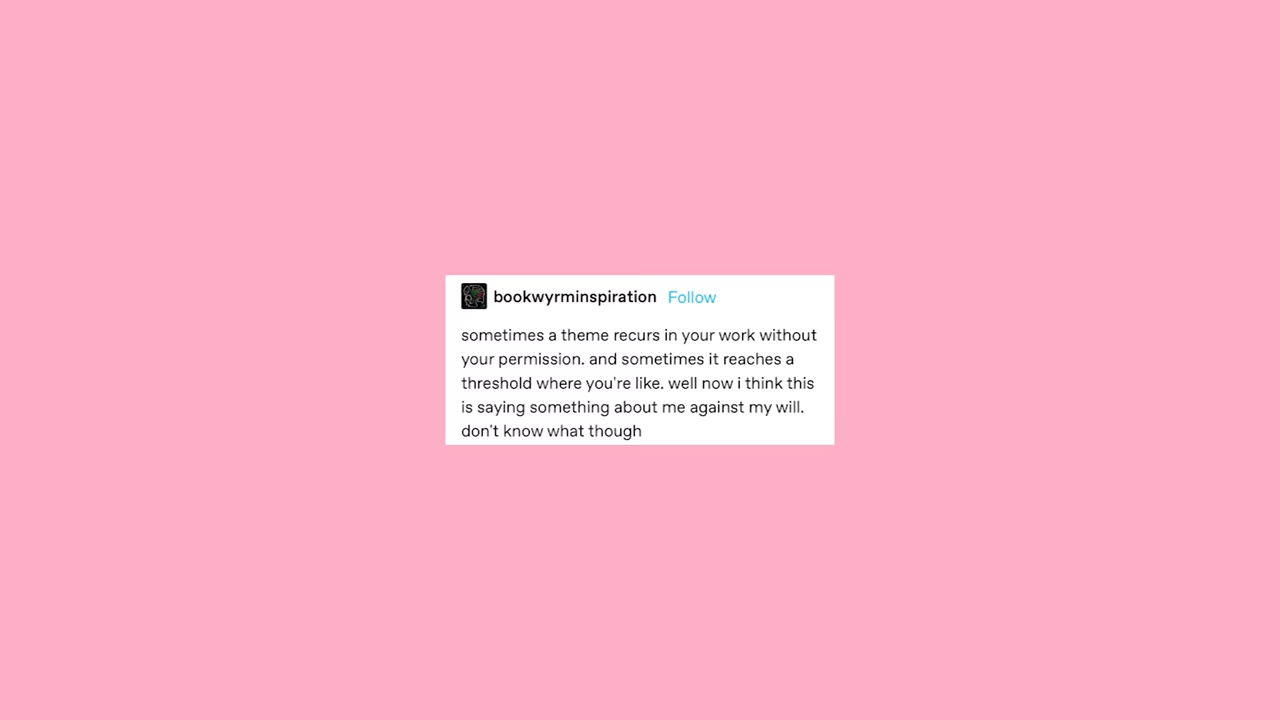 bookwyrminspiration Follow
sometimes a theme recurs in your work without
your permission. and sometimes it reaches a
threshold where you're like. well now i think this
is saying something about me against my will.
don't know what though